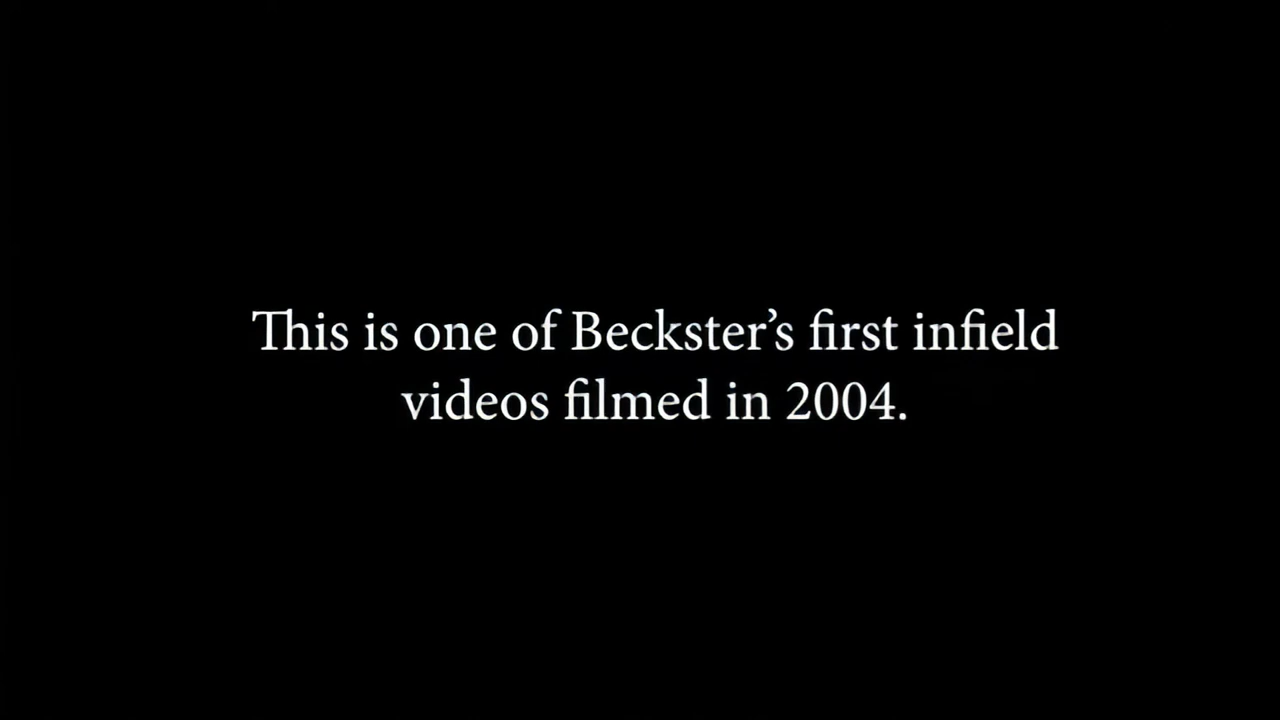 This is one of Beckster’s first infield
videos filmed in 2004.